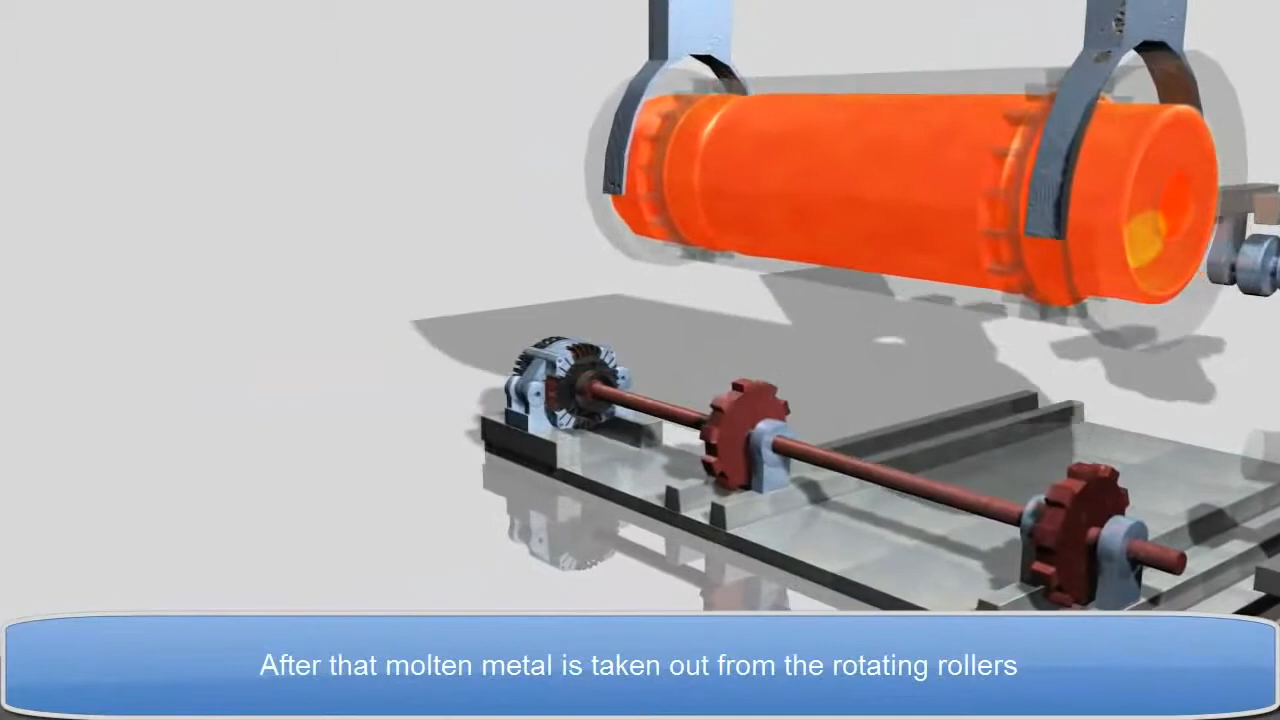 After that molten metal is taken out from the rotating rollers